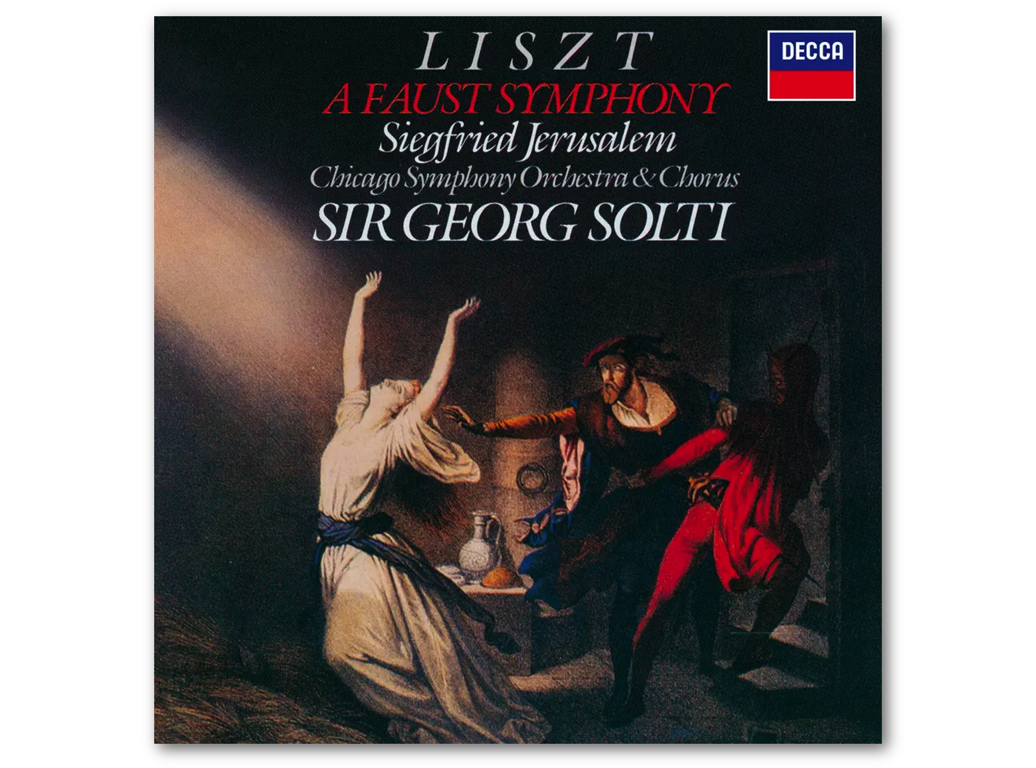 LISZT
DECCA
A FAUST SYMPHONY
Siegfried Jerusalem
Chicago Symphony Orchestra & Chorus
SIR GEORG SOLTI